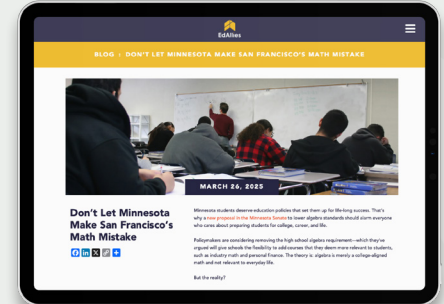 EdAllies
BLOG › DON'T LET MINNESOTA MAKE SAN FRANCISCO'S MATH MISTAKE
MARCH 26, 2025
Don't Let Minnesota
Make San Francisco's
Math Mistake
Minnesota students deserve education policies that set them up for life-long success. That's
why a new proposal in the Minnesota Senate to lower algebra standards should alarm everyone
who cares about preparing students for college, career, and life.
Policymakers are considering removing the high school algebra requirement—which they've
argued will give schools the flexibility to add courses that they deem more relevant to students,
such as industry math and personal finance. The theory is: algebra is merely a college-aligned
math and not relevant to everyday life.
But the reality?